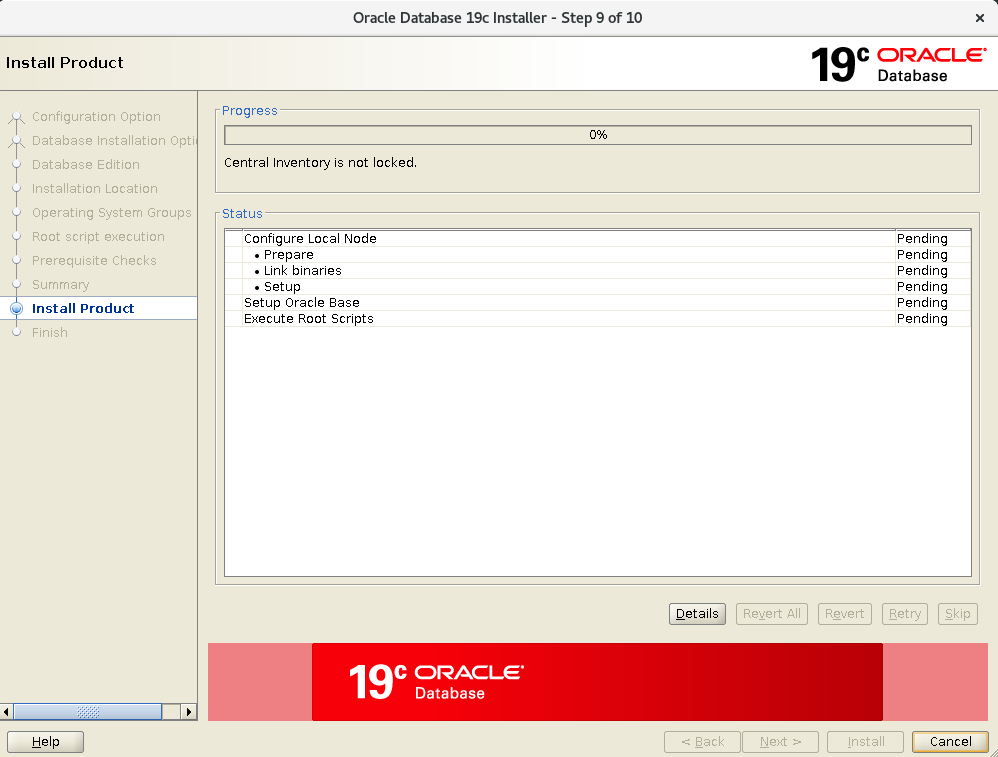 Oracle Database 19c Installer - Step 9 of 10
×
Install Product
19c ORACLE®
Database
Configuration Option
Database Installation Opti
Database Edition
Installation Location
Operating System Groups
Root script execution
Prerequisite Checks
Summary
Install Product
Finish
Progress
0%
Central Inventory is not locked.
Status
Configure Local Node Pending
• Prepare Pending
• Link binaries Pending
• Setup Pending
Setup Oracle Base Pending
Execute Root Scripts Pending
Details Revert All Revert Retry Skip
19c ORACLE®
Database
Help < Back Next > Install Cancel